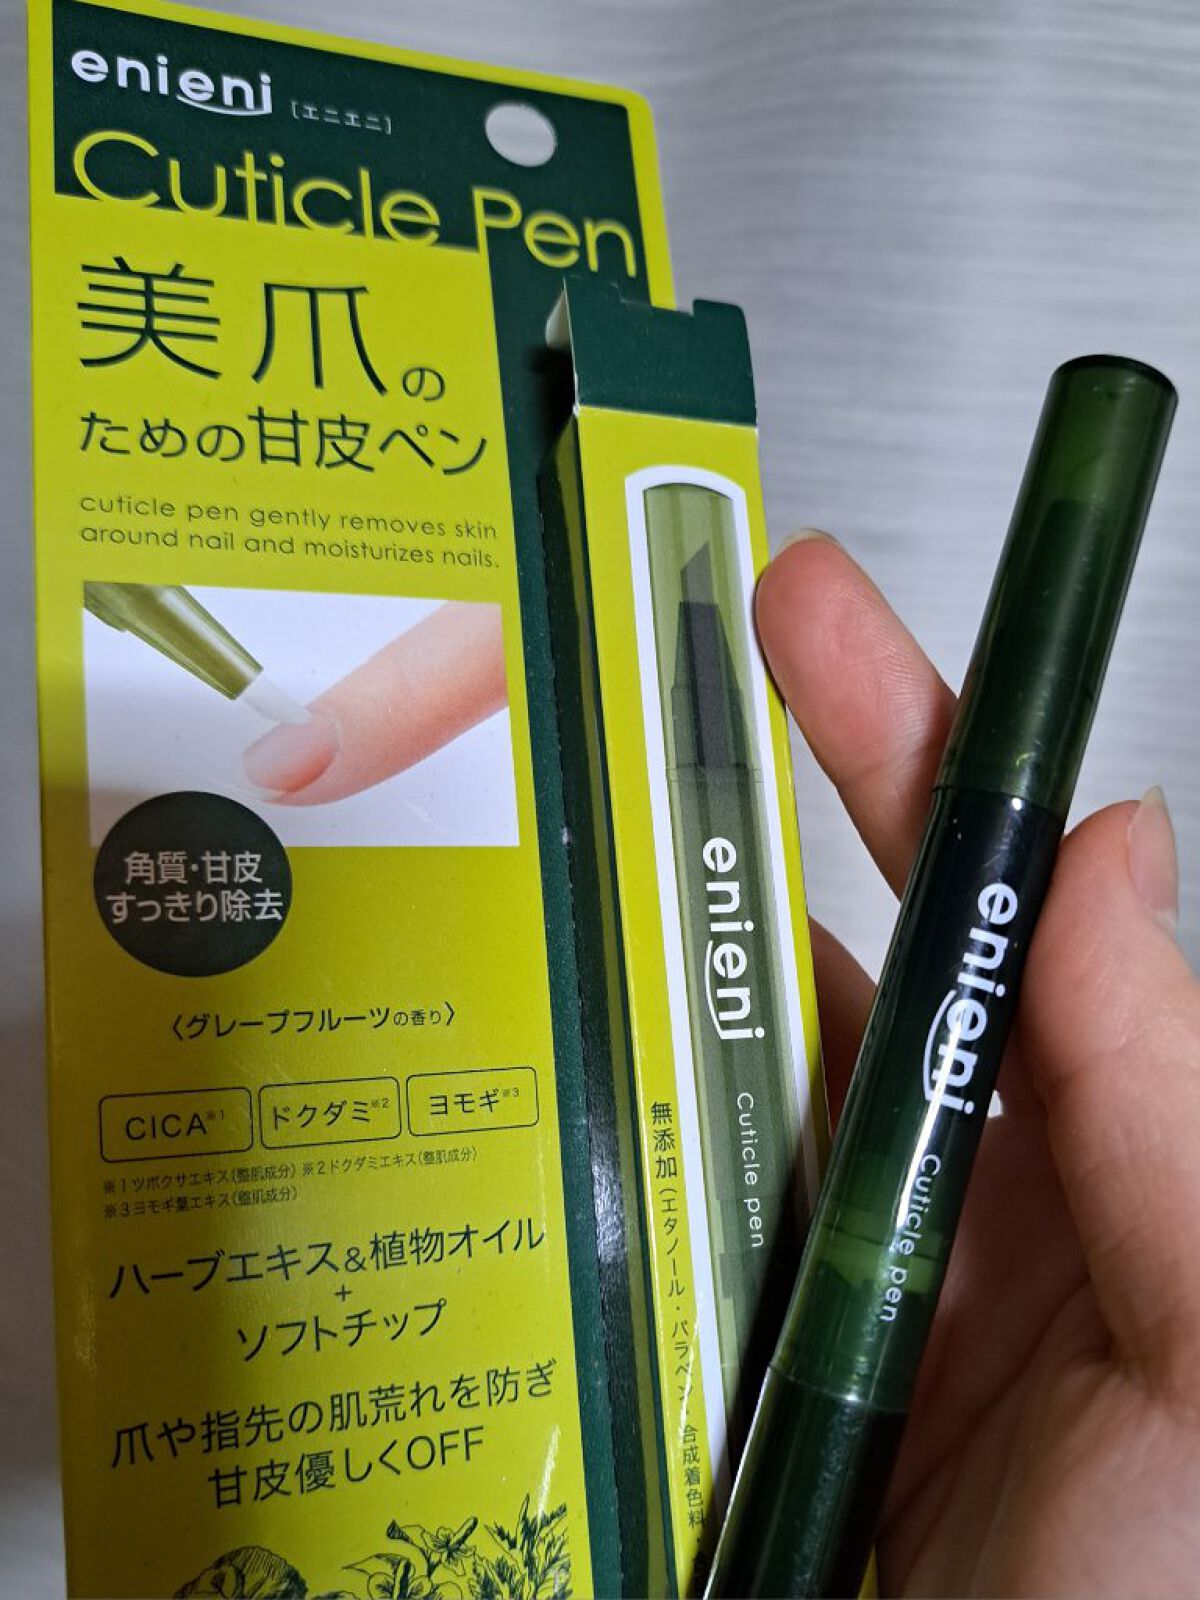 enieni
[エニエニ]
Cuticle Pen
美爪の
ための甘皮ペン
cuticle pen gently removes skin
around nail and moisturizes nails.
角質・甘皮
すっきり除去
〈グレープフルーツの香り〉
CICA※1
ドクダミ※2
ヨモギ※3
※1ツボクサエキス(整肌成分) ※2ドクダミエキス(整肌成分)
※3ヨモギ葉エキス(整肌成分)
ハーブエキス&植物オイル
+
ソフトチップ
爪や指先の肌荒れを防ぎ
甘皮優しくOFF
enieni
Cuticle pen
無添加(エタノール・パラベン・合成着色料
enieni
Cuticle pen